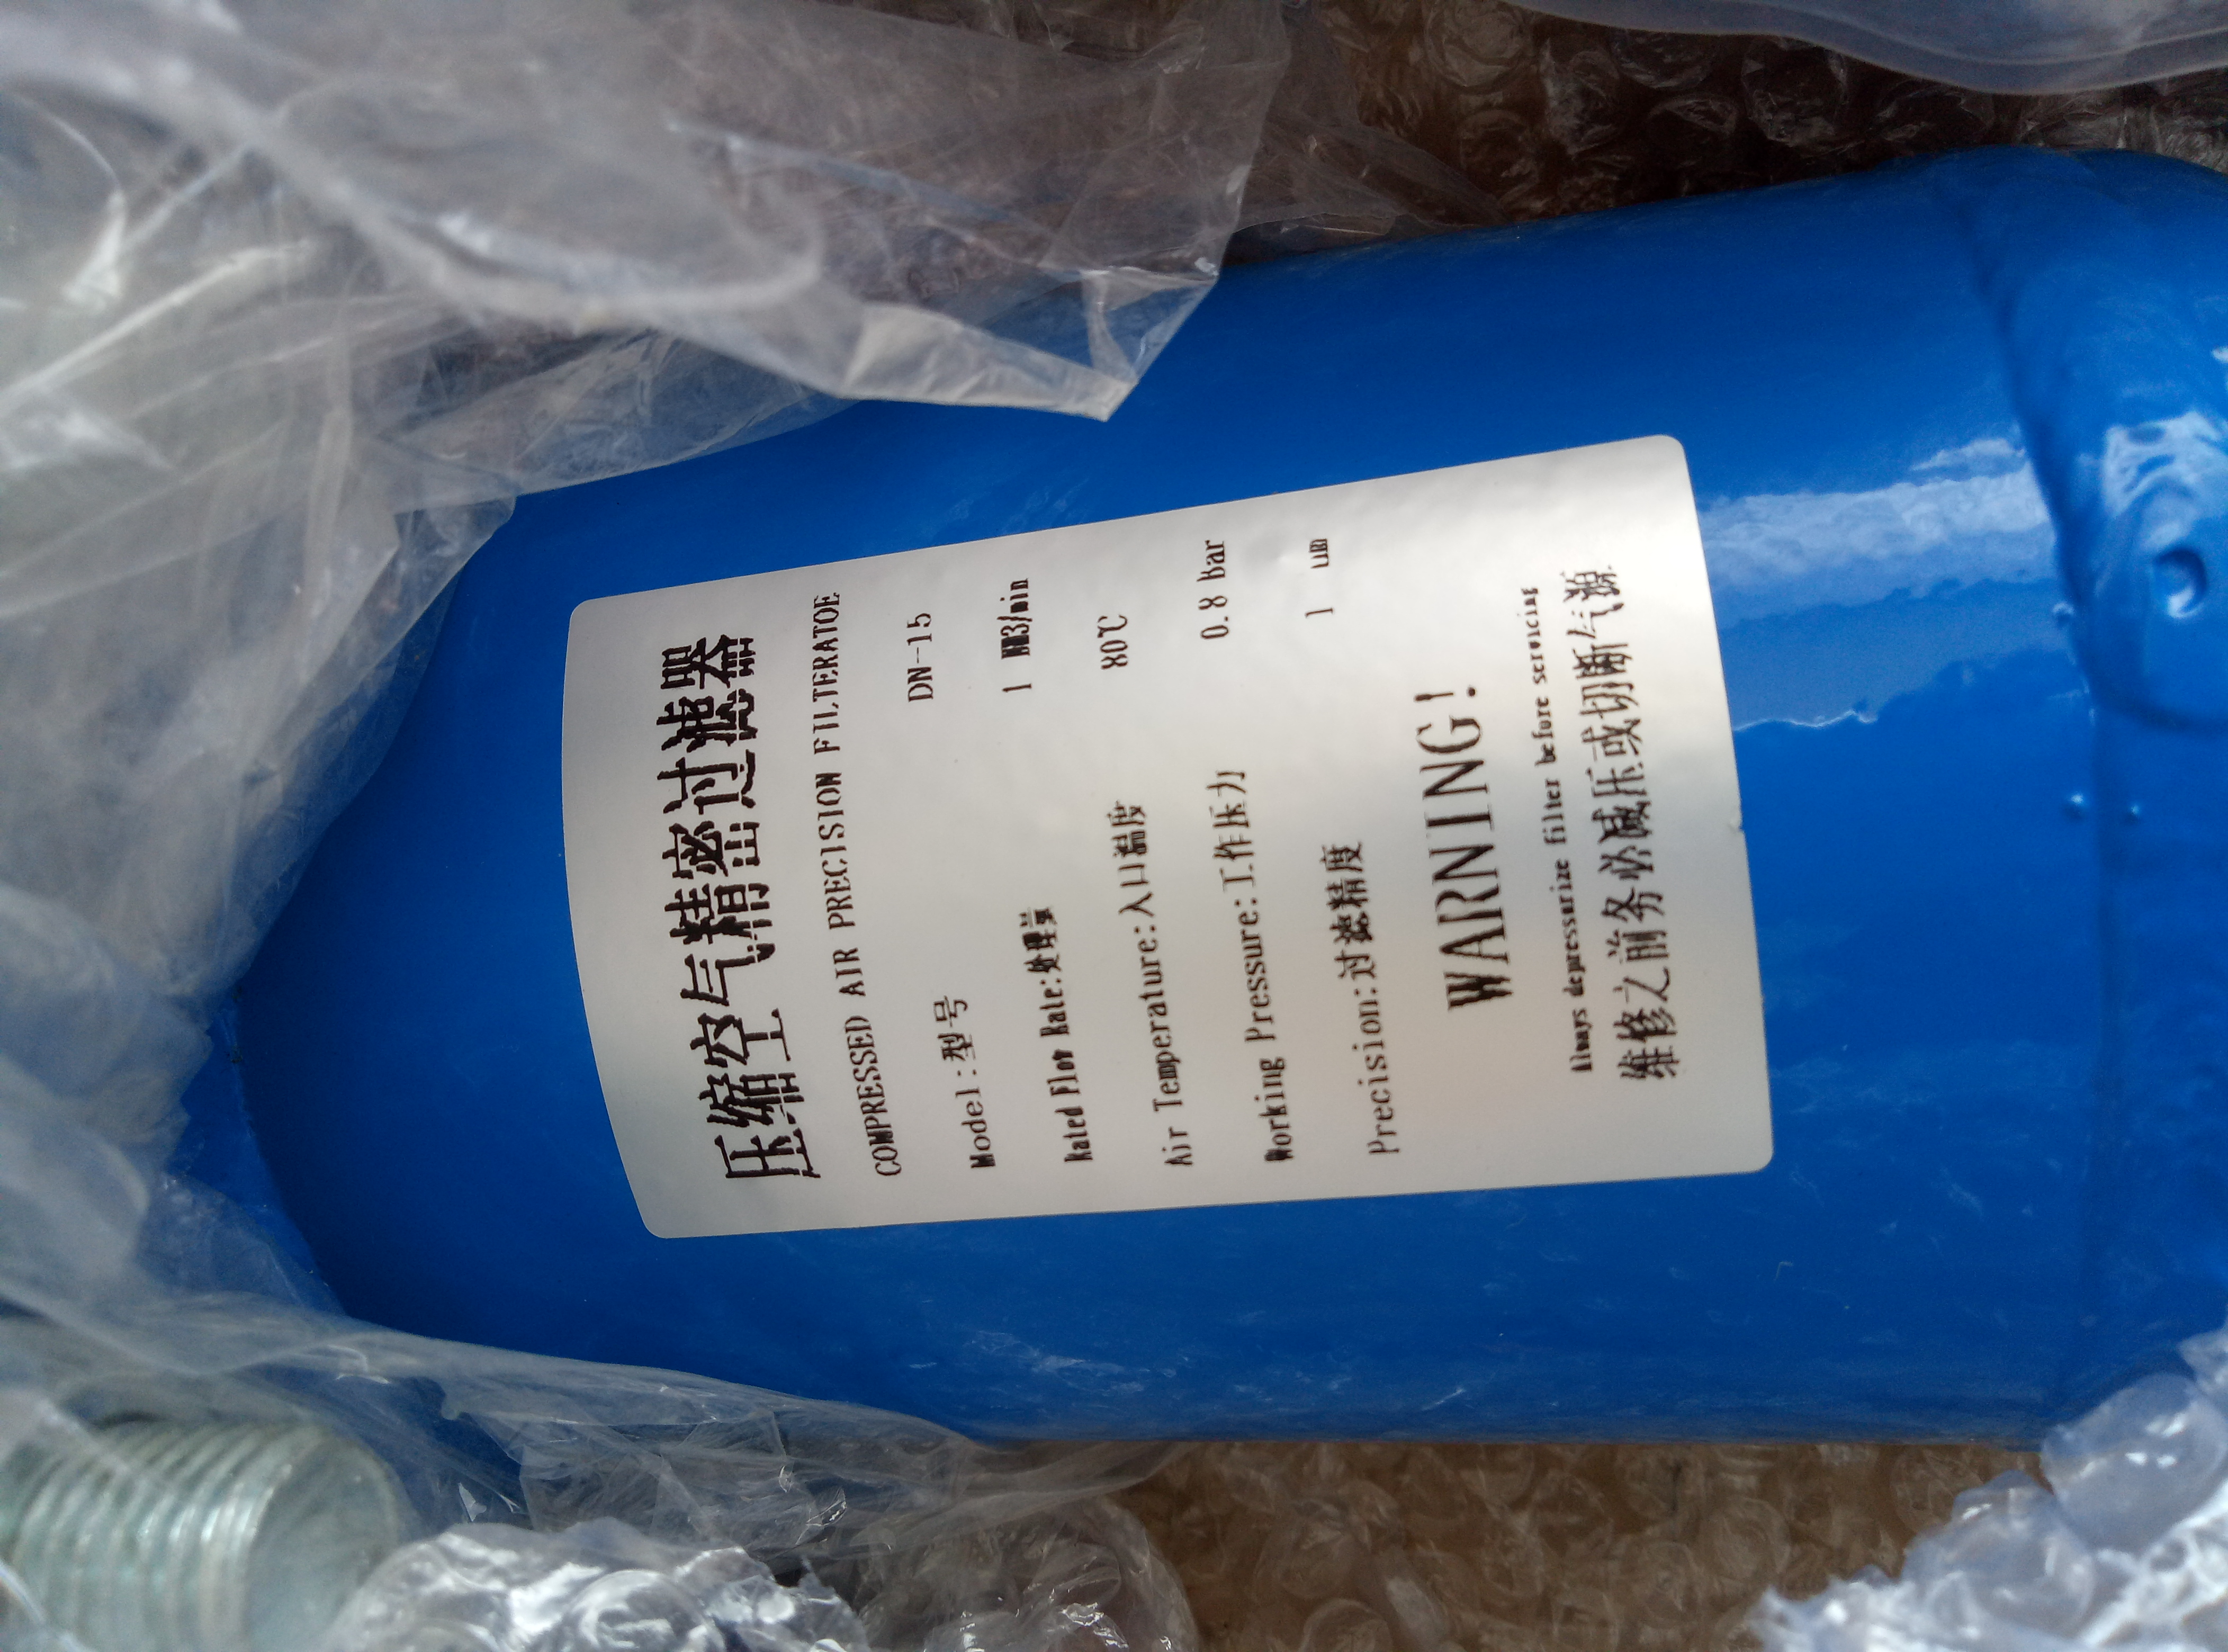 压缩空气精密过滤器
COMPRESSED AIR PRECISION FILTERATOE
Model:型号 DN-15
Rated Flow Rate:处理量 1 NM3/min
Air Temperature:入口温度 80℃
Working Pressure:工作压力 0.8 bar
Precision:过滤精度 1 um
WARNING!
Always depressurize filter before servicing
维修之前务必减压或切断气源